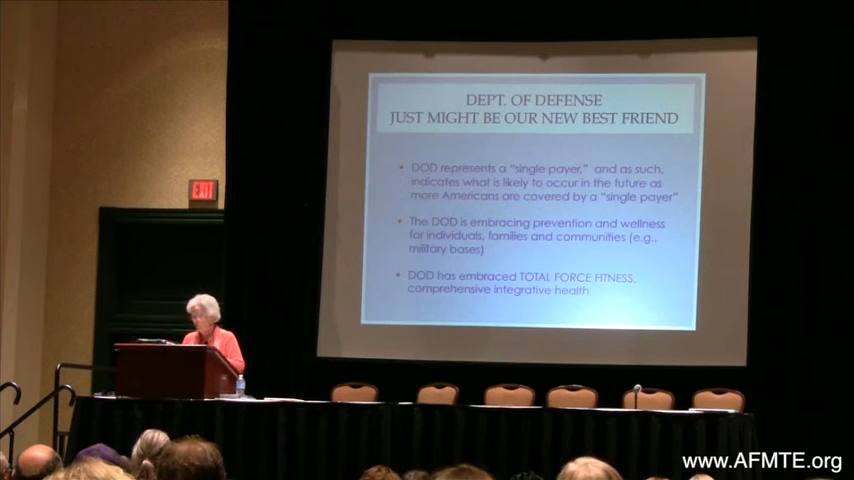 DEPT. OF DEFENSE
JUST MIGHT BE OUR NEW BEST FRIEND
• DOD represents a "single payer," and as such,
indicates what is likely to occur in the future as
more Americans are covered by a "single payer"
• The DOD is embracing prevention and wellness
for individuals, families and communities (e.g.,
military bases)
• DOD has embraced TOTAL FORCE FITNESS,
comprehensive integrative health
EXIT
www.AFMTE.org